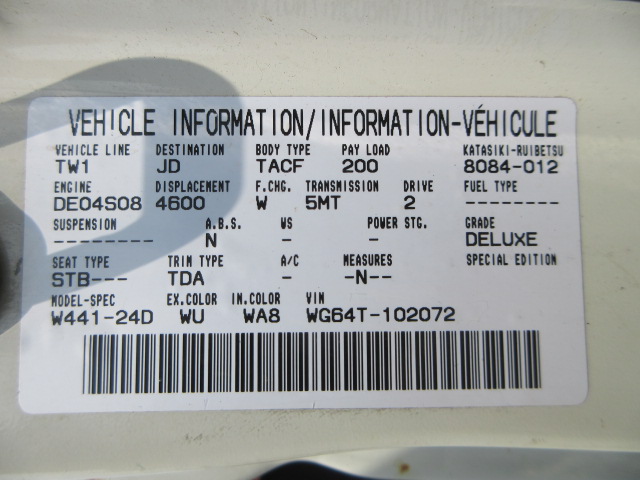 VEHICLE INFORMATION/INFORMATION-VÉHICULE
VEHICLE LINE DESTINATION BODY TYPE PAY LOAD KATASIKI-RUIBETSU
TW1 JD TACF 200 8084-012
ENGINE DISPLACEMENT F.CHG. TRANSMISSION DRIVE FUEL TYPE
DE04S08 4600 W 5MT 2 ---------
SUSPENSION A.B.S. WS POWER STG. GRADE
--------- N - - DELUXE
SEAT TYPE TRIM TYPE A/C MEASURES SPECIAL EDITION
STB--- TDA - -N--
MODEL-SPEC EX.COLOR IN.COLOR VIN
W441-24D WU WA8 WG64T-102072